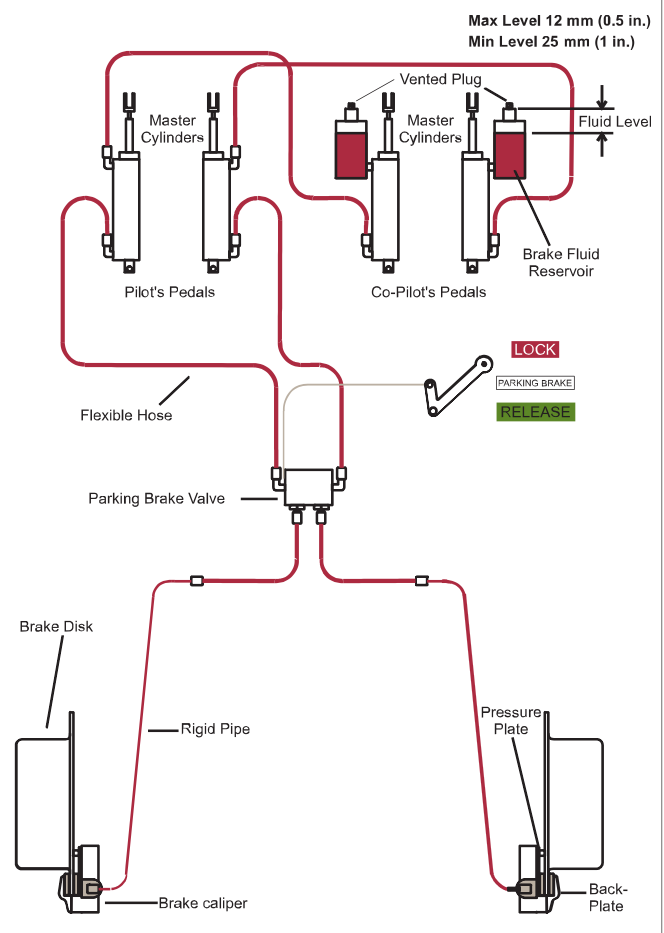 Max Level 12 mm (0.5 in.)
Min Level 25 mm (1 in.)
Vented Plug
Master
Cylinders
Master
Cylinders
Fluid Level
Brake Fluid
Reservoir
Pilot's Pedals
Co-Pilot's Pedals
LOCK
PARKING BRAKE
RELEASE
Flexible Hose
Parking Brake Valve
Brake Disk
Rigid Pipe
Pressure
Plate
Brake caliper
Back-
Plate